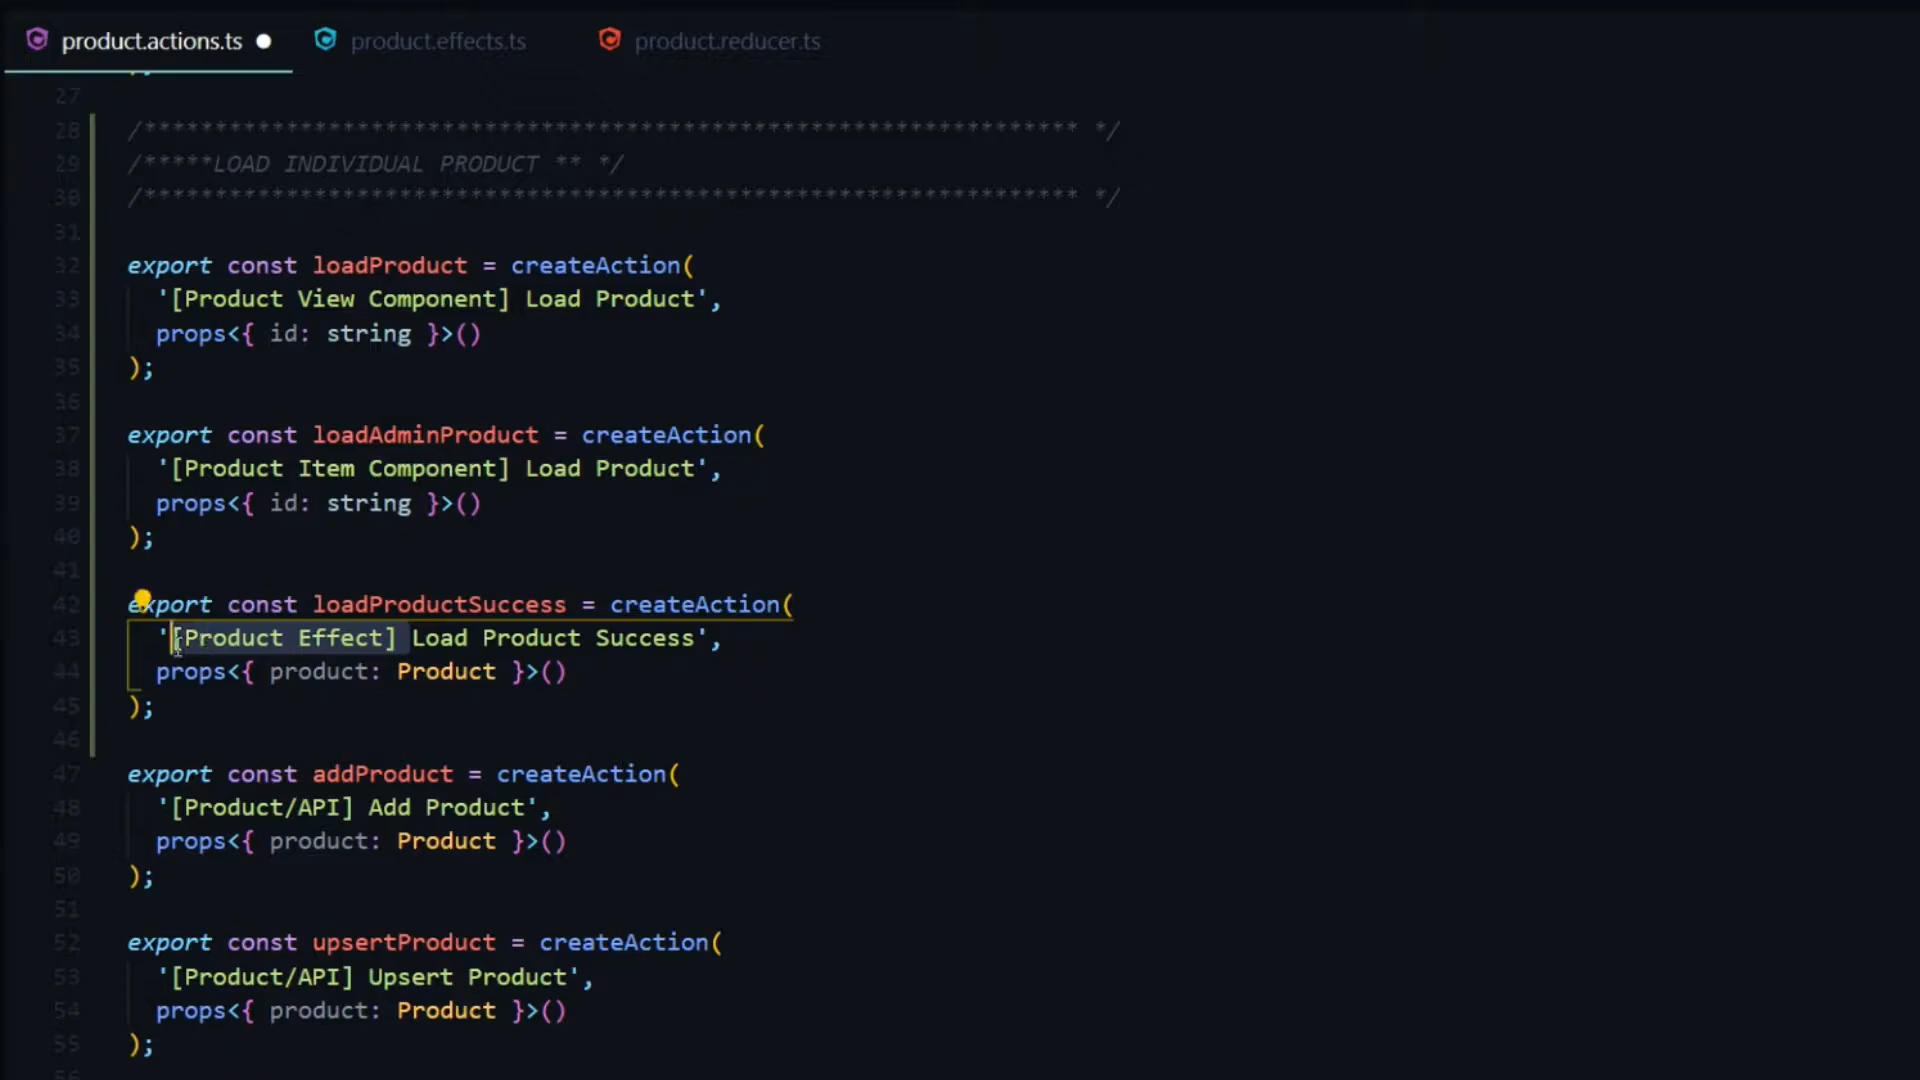 product.actions.ts product.effects.ts product.reducer.ts
27
28 /****************************************************************** */
29 /*****LOAD INDIVIDUAL PRODUCT ** */
30 /****************************************************************** */
31
32 export const loadProduct = createAction(
33 '[Product View Component] Load Product',
34 props<{ id: string }>()
35 );
36
37 export const loadAdminProduct = createAction(
38 '[Product Item Component] Load Product',
39 props<{ id: string }>()
40 );
41
42 export const loadProductSuccess = createAction(
43 '[Product Effect] Load Product Success',
44 props<{ product: Product }>()
45 );
46
47 export const addProduct = createAction(
48 '[Product/API] Add Product',
49 props<{ product: Product }>()
50 );
51
52 export const upsertProduct = createAction(
53 '[Product/API] Upsert Product',
54 props<{ product: Product }>()
55 );
56